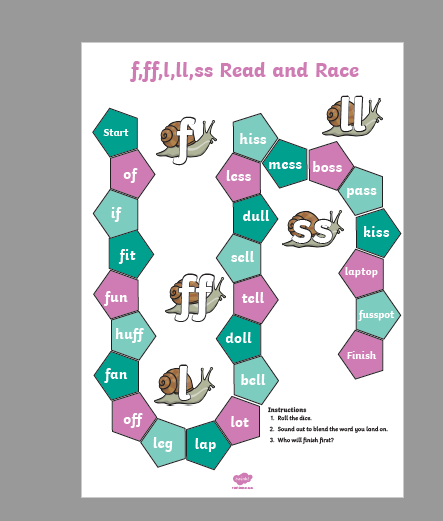 f,ff,l,ll,ss Read and Race
Start
of
if
fit
fun
huff
fan
off
leg
lap
lot
bell
doll
tell
sell
dull
less
hiss
mess
boss
pass
kiss
laptop
fusspot
Finish
f
ff
l
ll
ss
Instructions
1. Roll the dice.
2. Sound out to blend the word you land on.
3. Who will finish first?